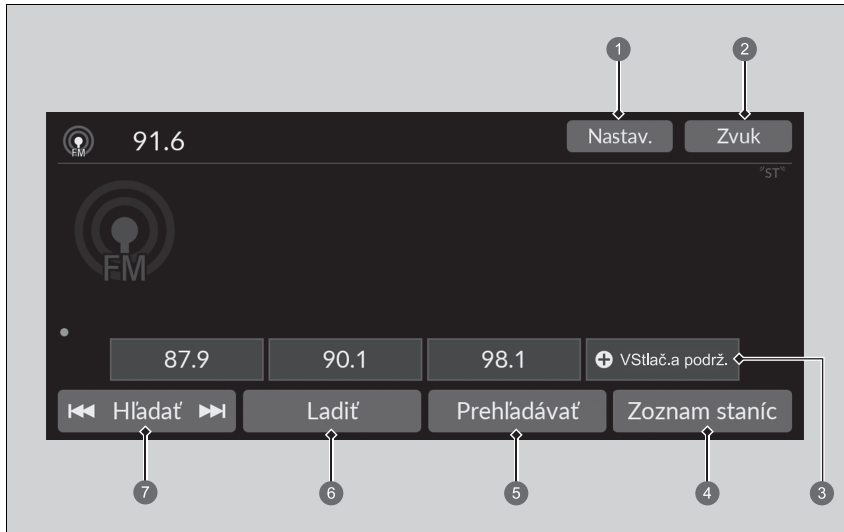 1 2
FM 91.6 Nastav. Zvuk
ST
FM
87.9 90.1 98.1 VStlač.a podrž.
Hľadať Ladiť Prehľadávať Zoznam staníc
7 6 5 4 3